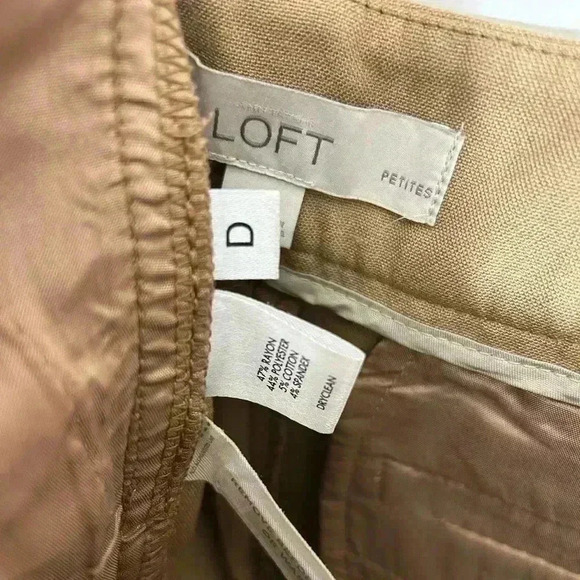 LOFT
PETITES
D
47% RAYON
44% POLYESTER
5% COTTON
4% SPANDEX
DRYCLEAN